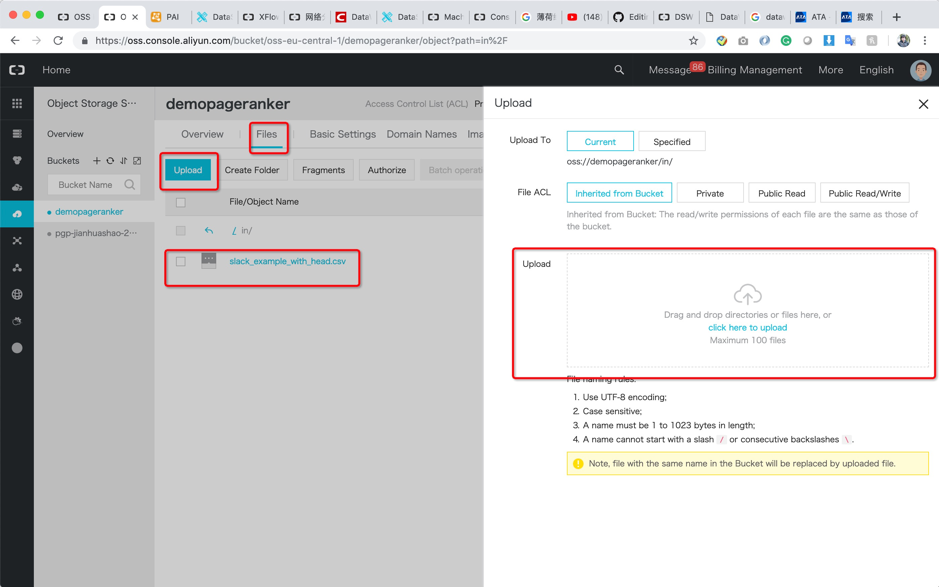 OSS
O
PAI
Data
XFlo
网络
Data
Data
Mach
Con
薄荷
(148)
Edit
DSW
Data
data
ATA
搜索
https://oss.console.aliyun.com/bucket/oss-eu-central-1/demopageranker/object?path=in%2F
Home
Message
86
Billing Management
More
English
Object Storage S···
Overview
Buckets
Bucket Name
demopageranker
pgp-jianhuashao-2···
demopageranker
Access Control List (ACL)
Overview
Files
Basic Settings
Domain Names
Upload
Create Folder
Fragments
Authorize
Batch operati
File/Object Name
in/
slack_example_with_head.csv
Upload
Upload To
Current
Specified
oss://demopageranker/in/
File ACL
Inherited from Bucket
Private
Public Read
Public Read/Write
Inherited from Bucket: The read/write permissions of each file are the same as those of
the bucket.
Upload
Drag and drop directories or files here, or
click here to upload
Maximum 100 files
File naming rules:
1. Use UTF-8 encoding;
2. Case sensitive;
3. A name must be 1 to 1023 bytes in length;
4. A name cannot start with a slash / or consecutive backslashes \ .
Note, file with the same name in the Bucket will be replaced by uploaded file.